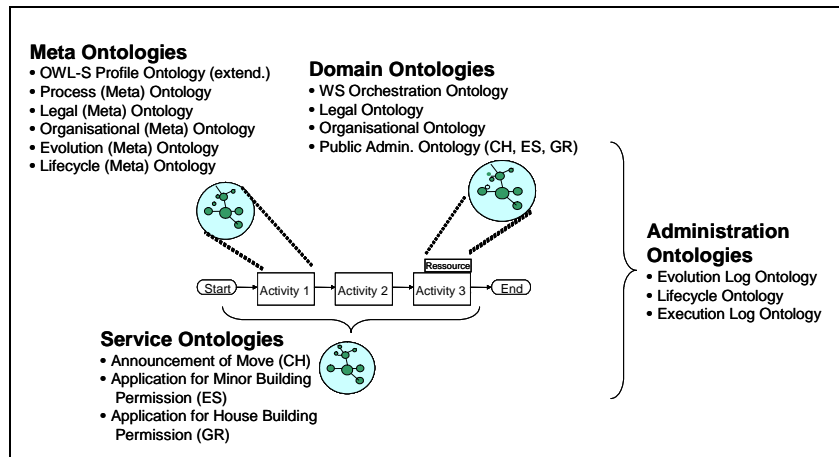 Meta Ontologies
• OWL-S Profile Ontology (extend.)
• Process (Meta) Ontology
• Legal (Meta) Ontology
• Organisational (Meta) Ontology
• Evolution (Meta) Ontology
• Lifecycle (Meta) Ontology
Domain Ontologies
• WS Orchestration Ontology
• Legal Ontology
• Organisational Ontology
• Public Admin. Ontology (CH, ES, GR)
Administration
Ontologies
• Evolution Log Ontology
• Lifecycle Ontology
• Execution Log Ontology
Ressource
Start
Activity 1
Activity 2
Activity 3
End
Service Ontologies
• Announcement of Move (CH)
• Application for Minor Building
Permission (ES)
• Application for House Building
Permission (GR)